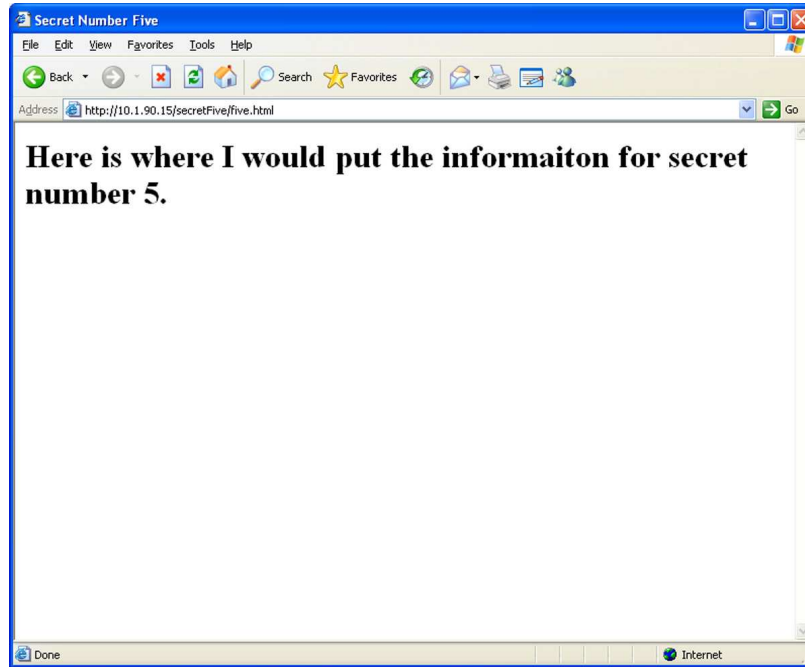 Secret Number Five
File Edit View Favorites Tools Help
Back Search Favorites
Address http://10.1.90.15/secretFive/five.html Go
Here is where I would put the informaiton for secret
number 5.
Done Internet